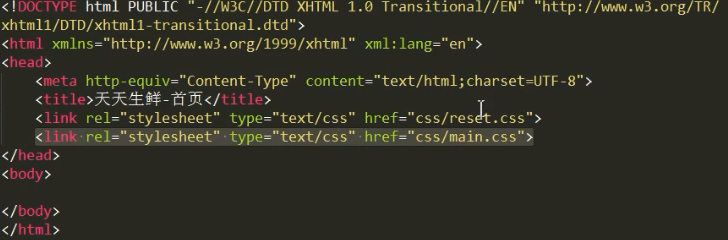 <!DOCTYPE html PUBLIC "-//W3C//DTD XHTML 1.0 Transitional//EN" "http://www.w3.org/TR/
xhtml1/DTD/xhtml1-transitional.dtd">
<html xmlns="http://www.w3.org/1999/xhtml" xml:lang="en">
<head>
    <meta http-equiv="Content-Type" content="text/html;charset=UTF-8">
    <title>天天生鲜-首页</title>
    <link rel="stylesheet" type="text/css" href="css/reset.css">
    <link rel="stylesheet" type="text/css" href="css/main.css">
</head>
<body>
</body>
</html>